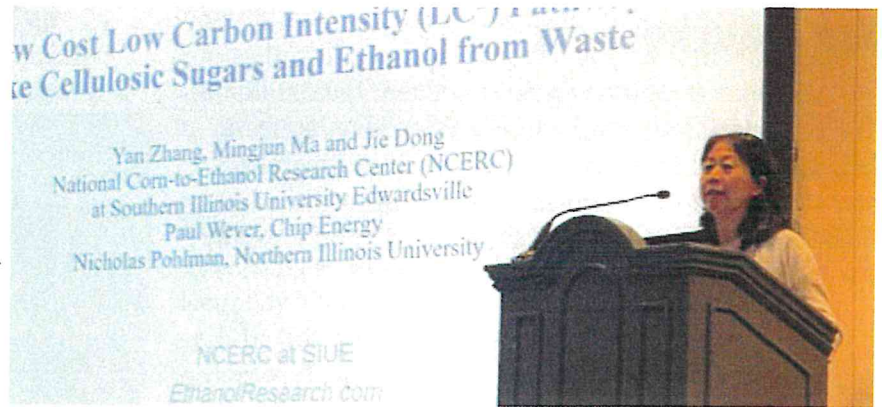 w Cost Low Carbon Intensity
e Cellulosic Sugars and Ethanol from Waste
Yan Zhang, Mingjun Ma and Jie Dong
National Corn-to-Ethanol Research Center (NCERC)
at Southern Illinois University Edwardsville
Paul Wever, Chip Energy
Nicholas Pohlman, Northern Illinois University
NCERC at SIUE
EthanolResearch.com